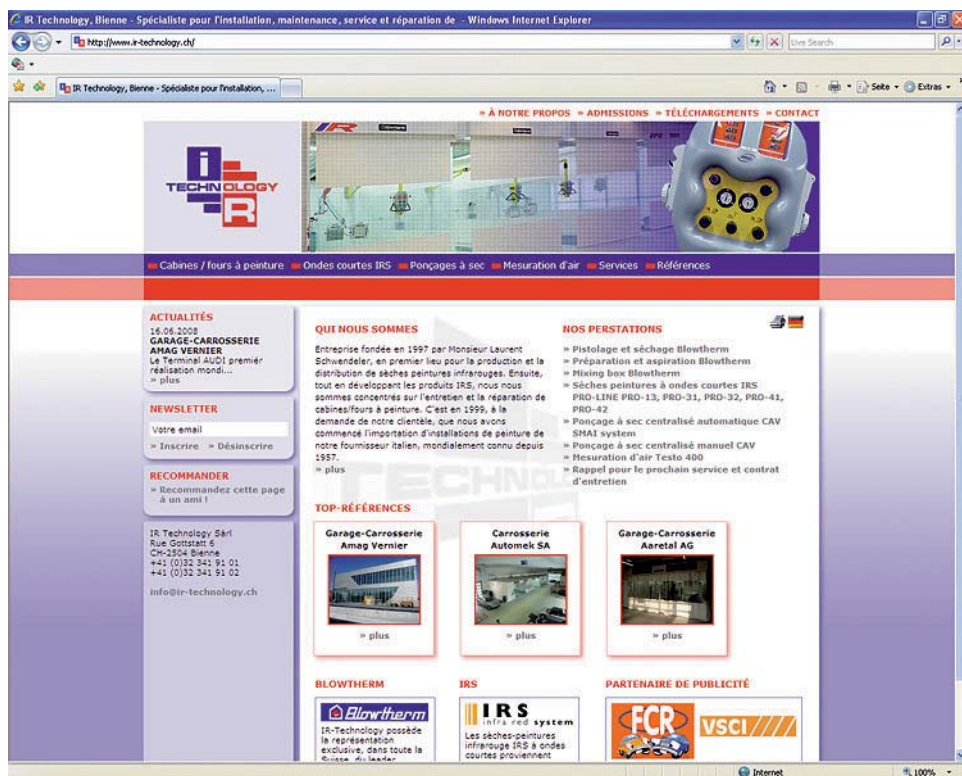 IR Technology, Bienne - Spécialiste pour l'installation, maintenance, service et réparation de - Windows Internet Explorer
http://www.ir-technology.ch/
Live Search
IR Technology, Bienne - Spécialiste pour l'installation, ...
Seite
Extras
» À NOTRE PROPOS » ADMISSIONS » TÉLÉCHARGEMENTS » CONTACT
i
TECHNOLOGY
R
Cabines / fours à peinture
Ondes courtes IRS
Ponçages à sec
Mesuration d'air
Services
Références
ACTUALITÉS
16.06.2008
GARAGE-CARROSSERIE
AMAG VERNIER
Le Terminal AUDI premiér
réalisation mondi...
» plus
NEWSLETTER
Votre email
» Inscrire » Désinscrire
RECOMMANDER
» Recommandez cette page
à un ami !
IR Technology Sàrl
Rue Gottstatt 6
CH-2504 Bienne
+41 (0)32 341 91 01
+41 (0)32 341 91 02
info@ir-technology.ch
QUI NOUS SOMMES
Entreprise fondée en 1997 par Monsieur Laurent
Schwendeler, en premier lieu pour la production et la
distribution de sèches peintures infrarouges. Ensuite,
tout en développant les produits IRS, nous nous
sommes concentrés sur l'entretien et la réparation de
cabines/fours à peinture. C'est en 1999, à la
demande de notre clientèle, que nous avons
commencé l'importation d'installations de peinture de
notre fournisseur italien, mondialement connu depuis
1957.
» plus
NOS PERSTATIONS
» Pistolage et séchage Blowtherm
» Préparation et aspiration Blowtherm
» Mixing box Blowtherm
» Sèches peintures à ondes courtes IRS
PRO-LINE PRO-13, PRO-31, PRO-32, PRO-41,
PRO-42
» Ponçage à sec centralisé automatique CAV
SMAI system
» Ponçage à sec centralisé manuel CAV
» Mesuration d'air Testo 400
» Rappel pour le prochain service et contrat
d'entretien
TECHNOLOGY
TOP-RÉFÉRENCES
Garage-Carrosserie
Amag Vernier
» plus
Carrosserie
Automek SA
» plus
Garage-Carrosserie
Aaretal AG
» plus
BLOWTHERM
Blowtherm
IR-Technology possède
la représentation
exclusive, dans toute la
Suisse, du leader
IRS
IRS
infra red system
Les sèches-peintures
infrarouge IRS à ondes
courtes proviennent
PARTENAIRE DE PUBLICITÉ
FCR
VSCI
Internet
100%